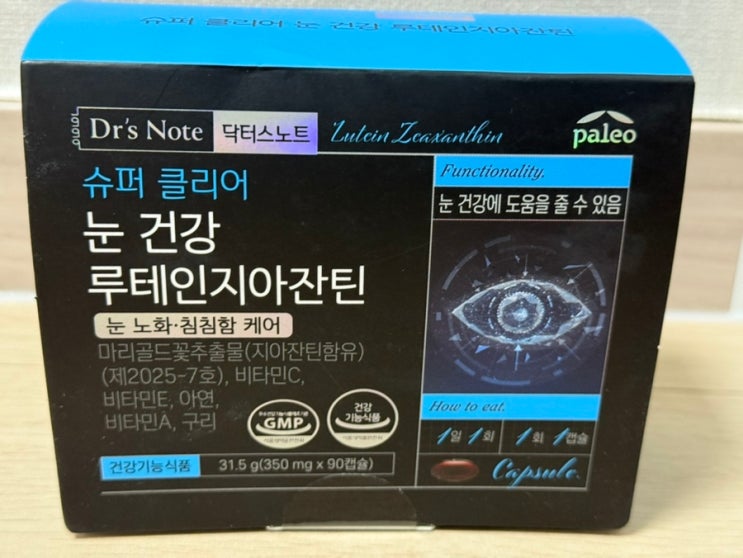 슈퍼 클리어 눈 건강 루테인지아잔틴
Dr's Note 닥터스노트 Lutein Zeaxanthin
paleo
슈퍼 클리어
눈 건강
루테인지아잔틴
눈 노화·침침함 케어
마리골드꽃추출물(지아잔틴함유)
(제2025-7호), 비타민C,
비타민E, 아연,
비타민A, 구리
GMP
건강
기능식품
건강기능식품 31.5 g(350 mg x 90캡슐)
Functionality.
눈 건강에 도움을 줄 수 있음
How to eat.
1일 1회 1회 1캡슐
Capsule.